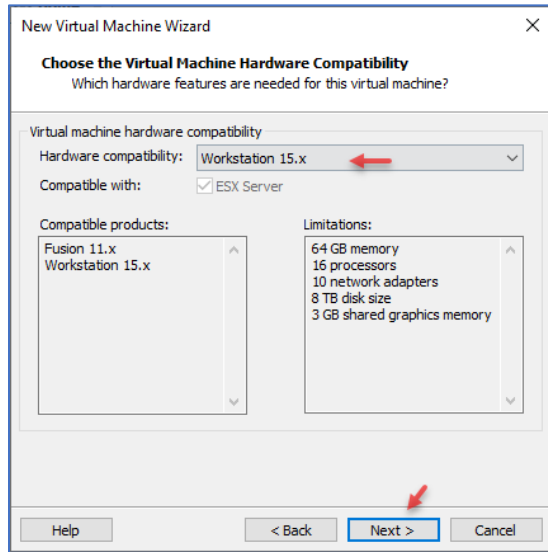 New Virtual Machine Wizard
Choose the Virtual Machine Hardware Compatibility
Which hardware features are needed for this virtual machine?
Virtual machine hardware compatibility
Hardware compatibility: Workstation 15.x
Compatible with: ESX Server
Compatible products:
Fusion 11.x
Workstation 15.x
Limitations:
64 GB memory
16 processors
10 network adapters
8 TB disk size
3 GB shared graphics memory
Help < Back Next > Cancel